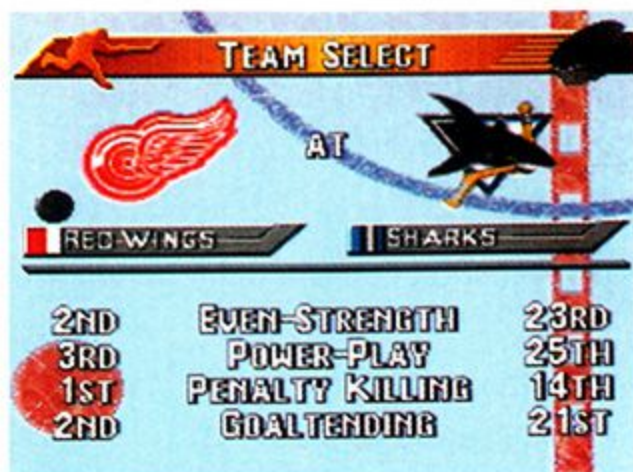 TEAM SELECT
AT
RED WINGS
SHARKS
2ND EVEN-STRENGTH 23RD
3RD POWER-PLAY 25TH
1ST PENALTY KILLING 14TH
2ND GOALTENDING 21ST